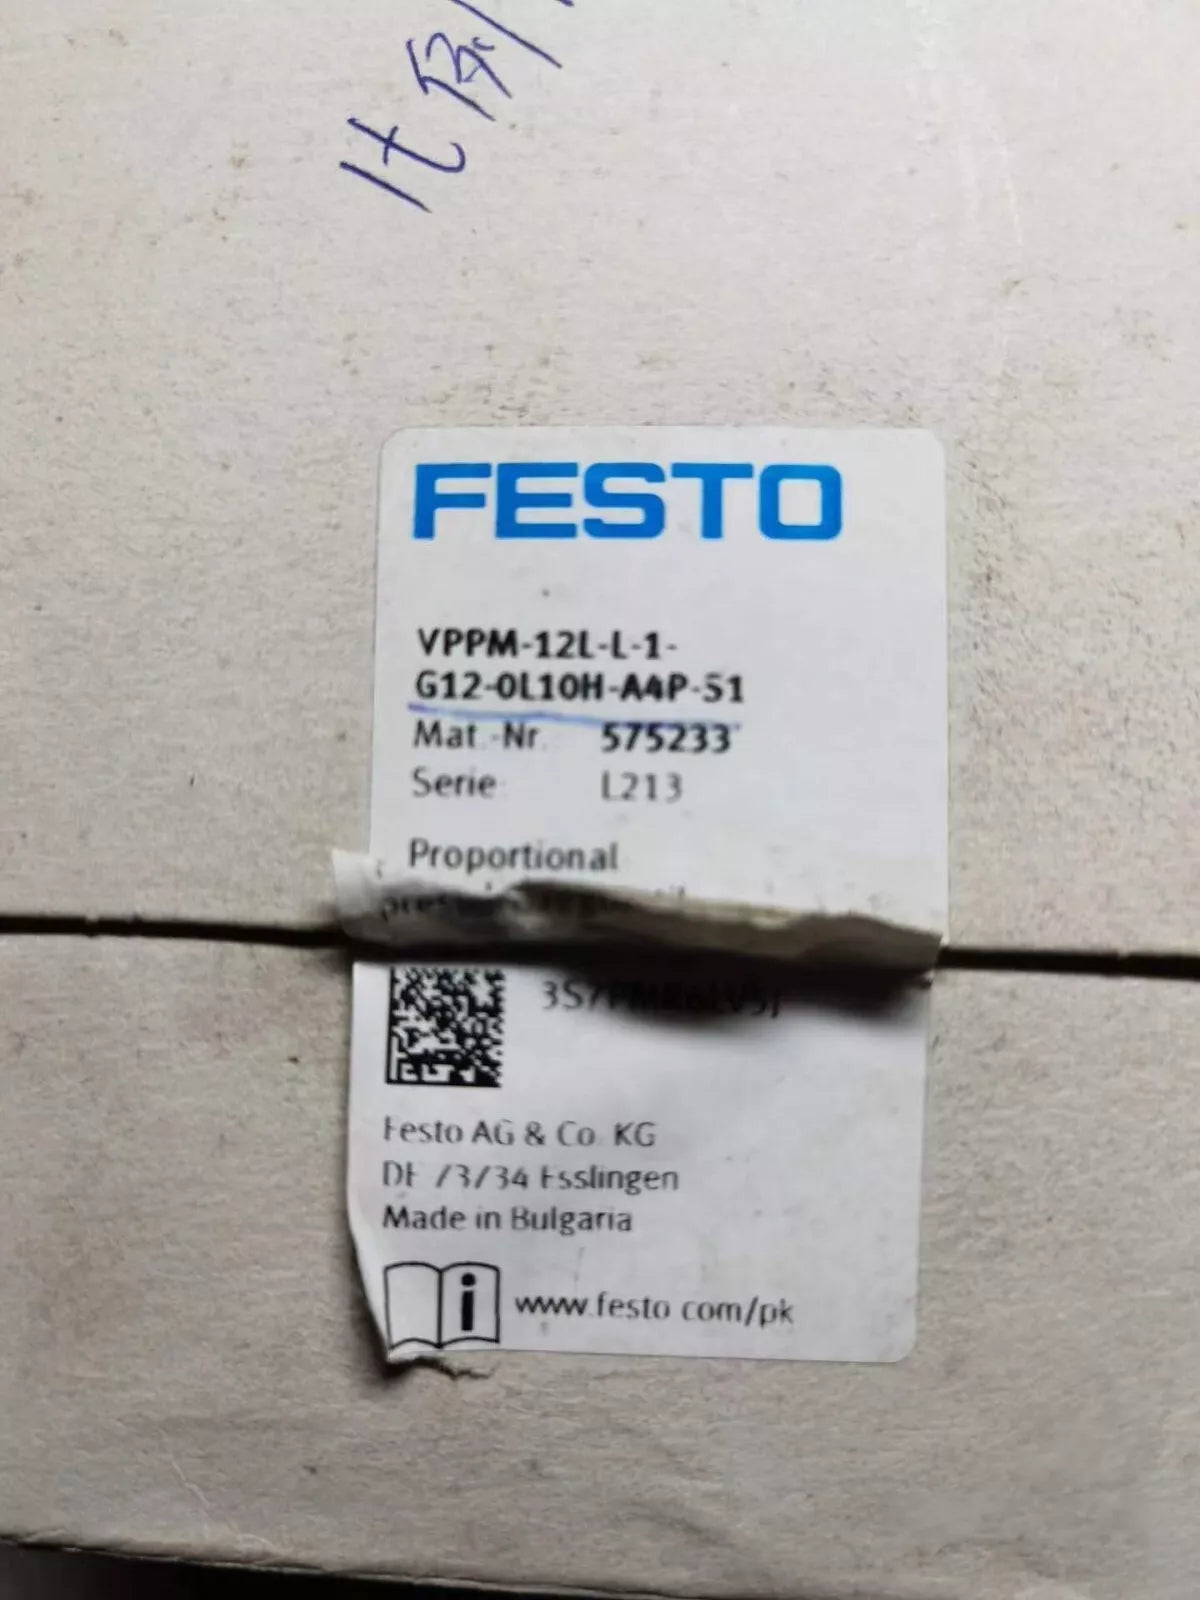 FESTO
VPPM-12L-L-1-
G12-0L10H-A4P-S1
Mat.-Nr. 575233
Serie L213
Proportional
Festo AG & Co. KG
DE 73734 Esslingen
Made in Bulgaria
i www.festo.com/pk